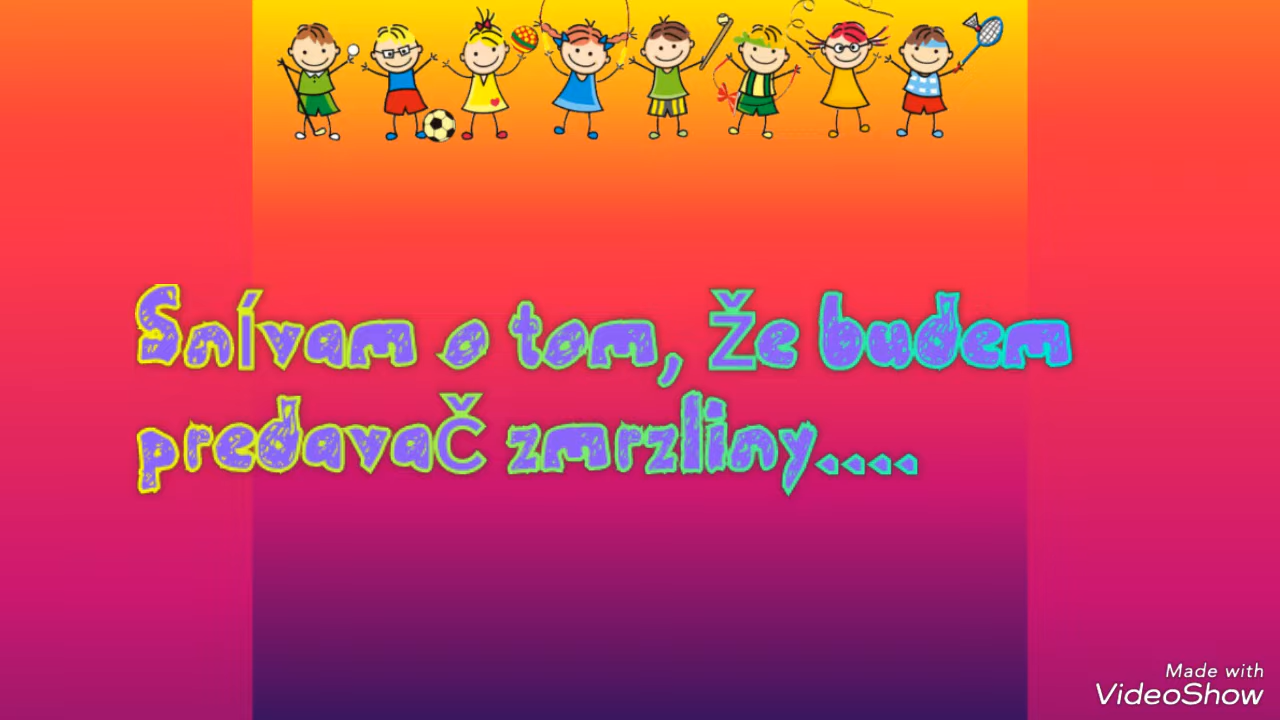 Snívam o tom, že budem
predavač zmrzliny....
Made with
VideoShow